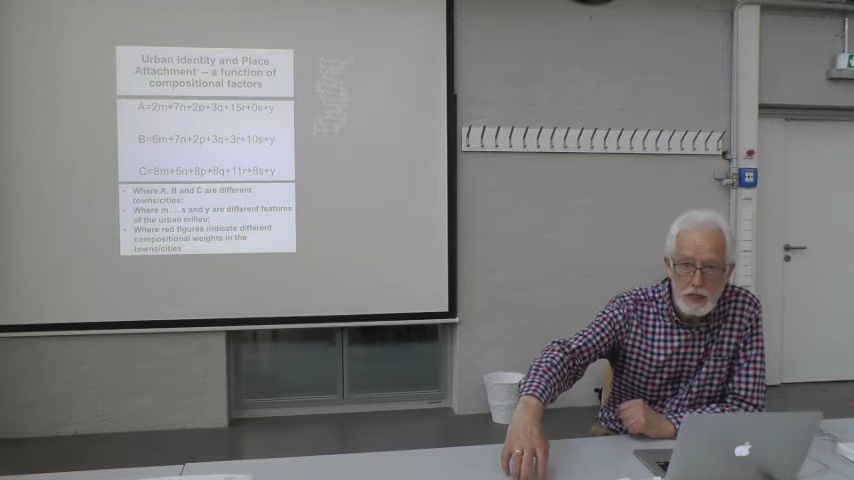 Urban Identity and Place
Attachment – a function of
compositional factors
A=2m+7n+2p+3q+15r+0s+y
B=6m+7n+2p+3q+3r+10s+y
C=8m+5n+8p+8q+11r+8s+y
• Where A, B and C are different
towns/cities;
• Where m.... s and y are different features
of the urban milieu;
• Where red figures indicate different
compositional weights in the
towns/cities